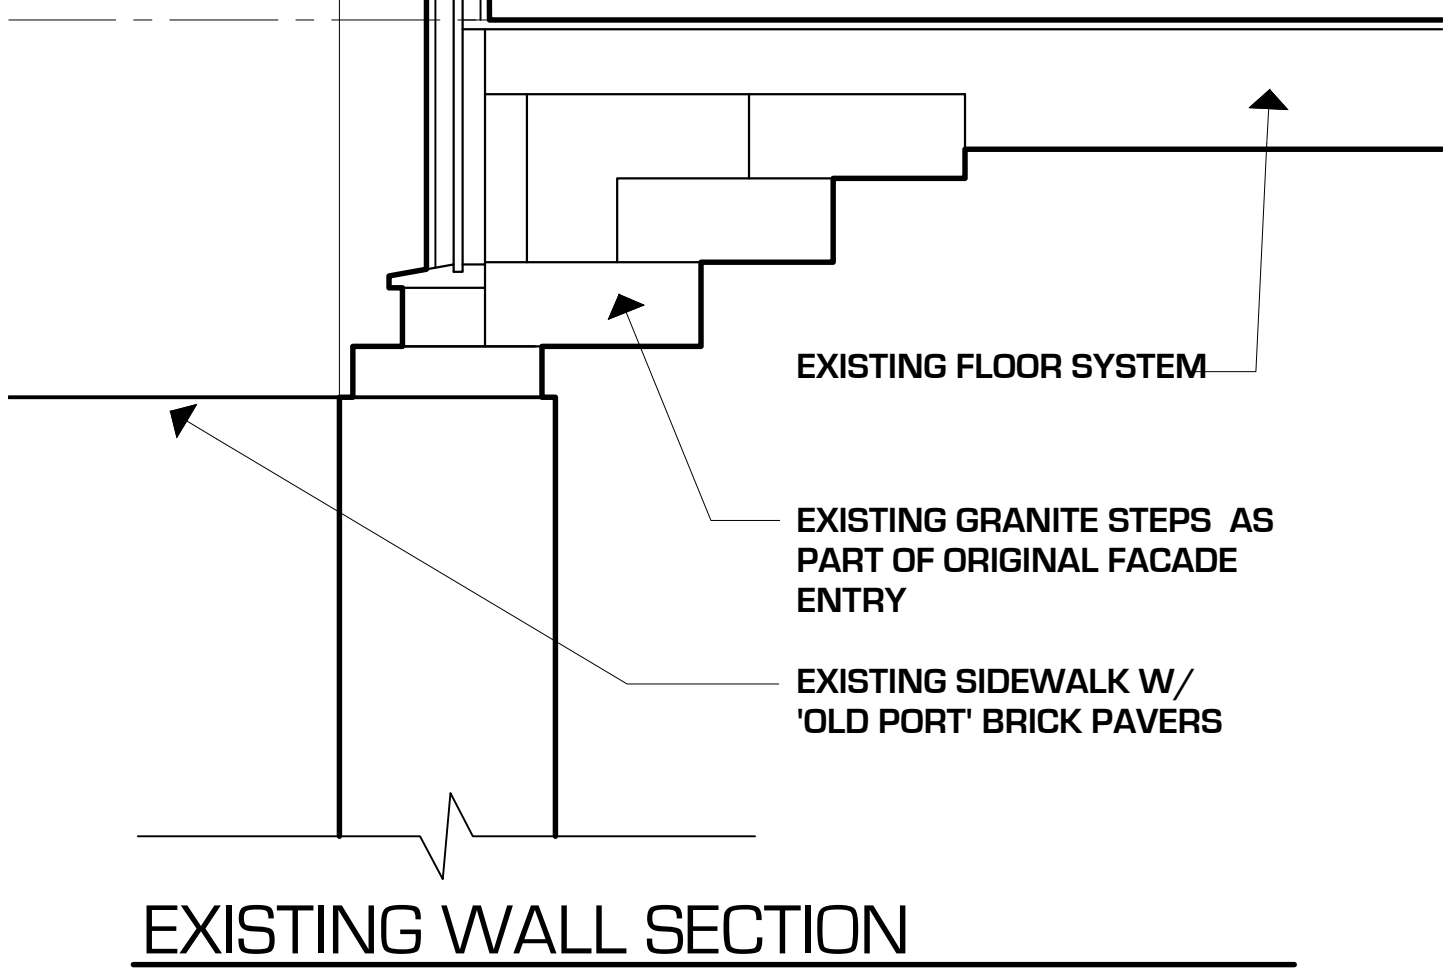 EXISTING FLOOR SYSTEM
EXISTING GRANITE STEPS  AS
PART OF ORIGINAL FACADE
ENTRY
EXISTING SIDEWALK W/
'OLD PORT' BRICK PAVERS
EXISTING WALL SECTION